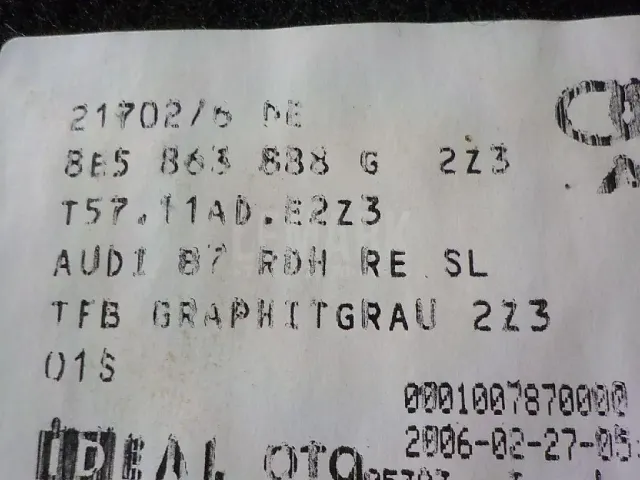 21702/6 DE
8E5 863 888 G 2Z3
T57.11AD.E2Z3
AUDI B7 RDH RE SL
TFB GRAPHITGRAU 2Z3
01S
0001007870000
2006-02-27-05
OTO